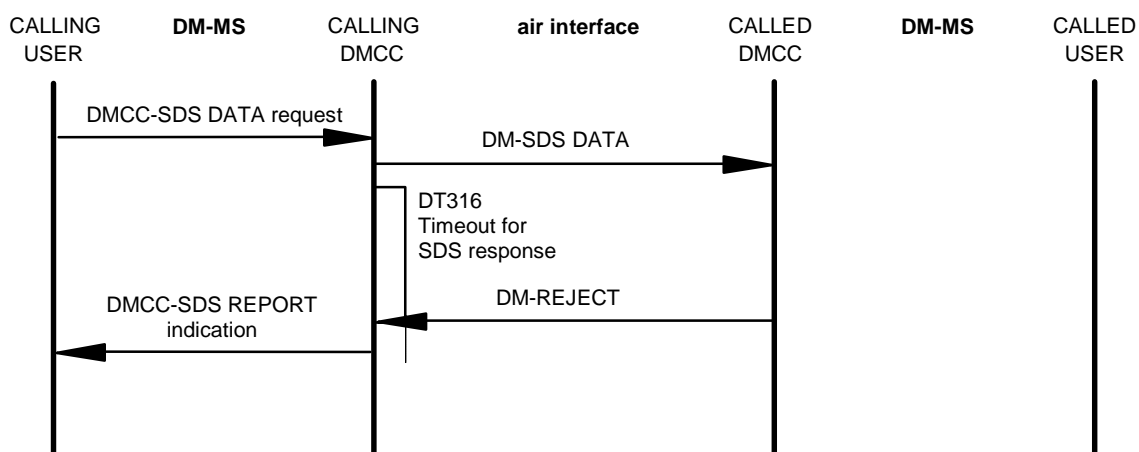 CALLING
USER
DM-MS
CALLING
DMCC
air interface
CALLED
DMCC
DM-MS
CALLED
USER
DMCC-SDS DATA request
DM-SDS DATA
DT316
Timeout for
SDS response
DMCC-SDS REPORT
indication
DM-REJECT